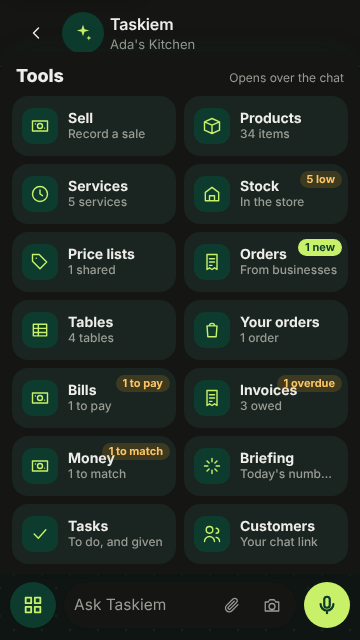 Taskiem
Ada's Kitchen
Tools
Opens over the chat
Sell
Record a sale
Products
34 items
Services
5 services
Stock
5 low
In the store
Price lists
1 shared
Orders
1 new
From businesses
Tables
4 tables
Your orders
1 order
Bills
1 to pay
1 to pay
Invoices
1 overdue
3 owed
Money
1 to match
1 to match
Briefing
Today's numb...
Tasks
To do, and given
Customers
Your chat link
Ask Taskiem